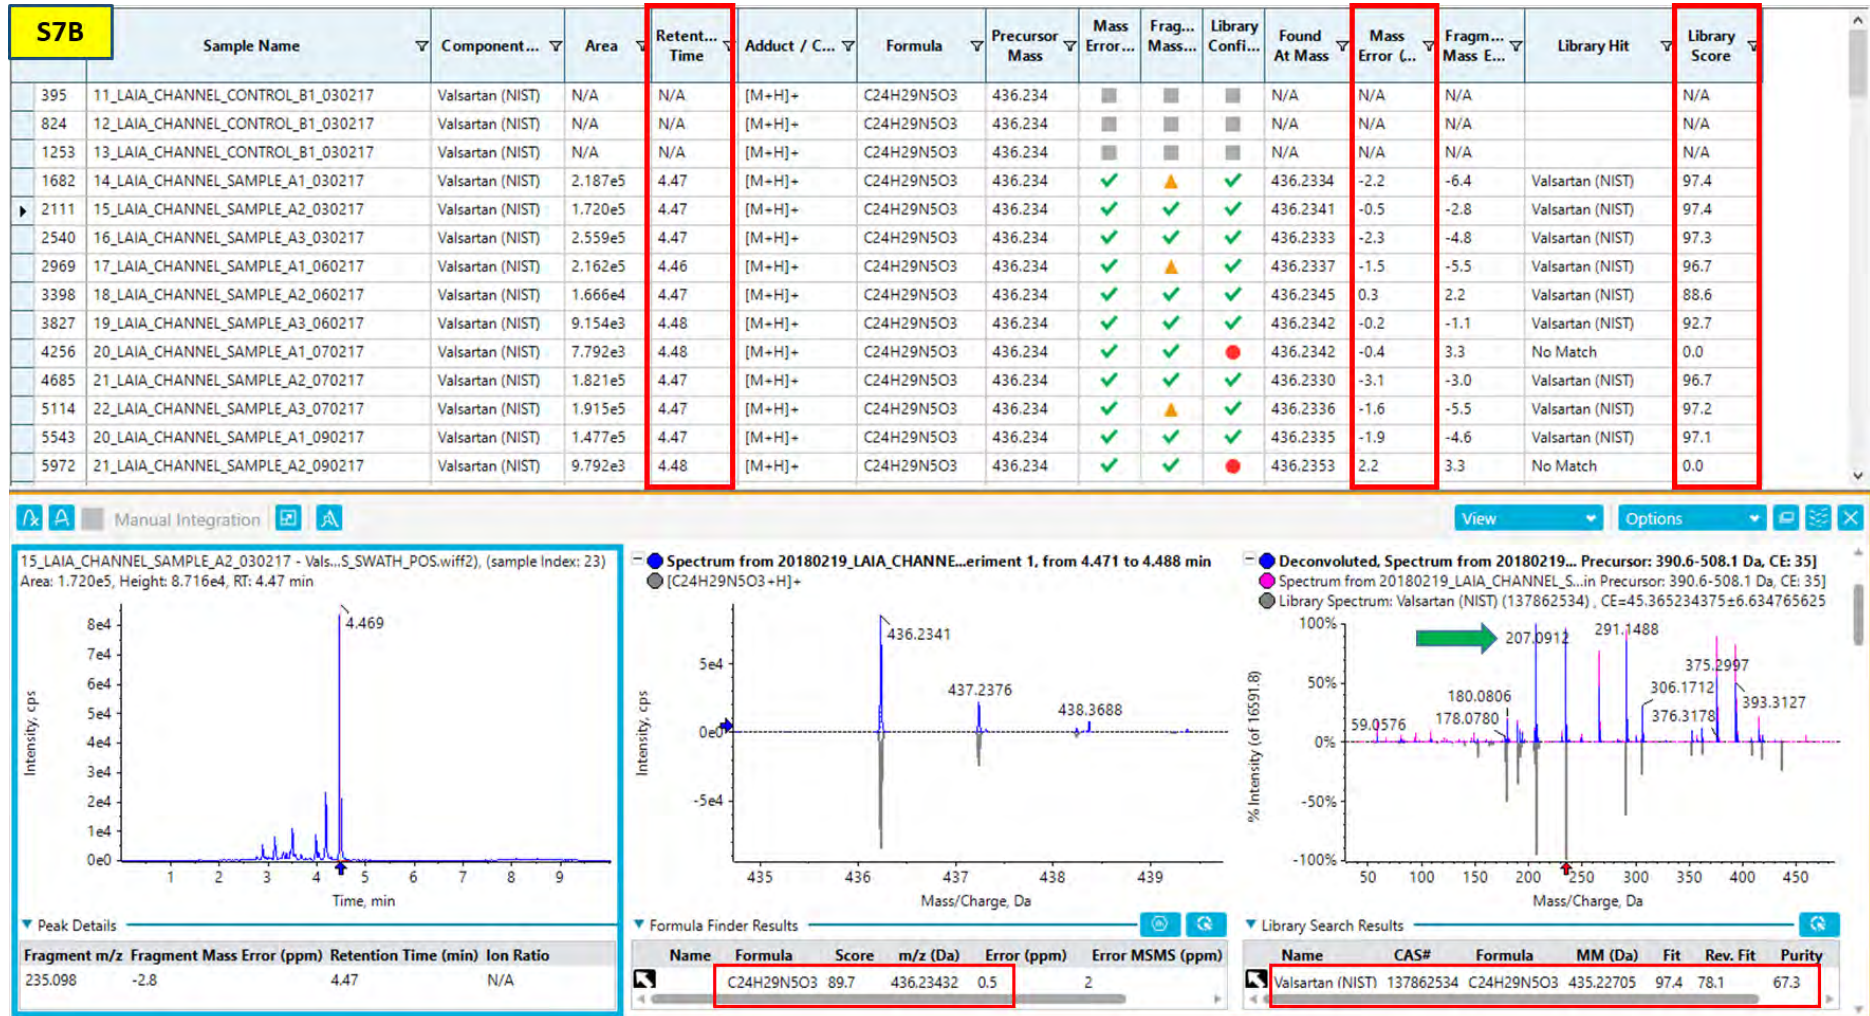 S7B
Sample Name Component... Area Retent... Time Adduct / C... Formula Precursor Mass Mass Error... Frag... Mass... Library Confi... Found At Mass Mass Error (... Fragm... Mass E... Library Hit Library Score
395 11_LAIA_CHANNEL_CONTROL_B1_030217 Valsartan (NIST) N/A N/A [M+H]+ C24H29N5O3 436.234 N/A N/A N/A N/A
824 12_LAIA_CHANNEL_CONTROL_B1_030217 Valsartan (NIST) N/A N/A [M+H]+ C24H29N5O3 436.234 N/A N/A N/A N/A
1253 13_LAIA_CHANNEL_CONTROL_B1_030217 Valsartan (NIST) N/A N/A [M+H]+ C24H29N5O3 436.234 N/A N/A N/A N/A
1682 14_LAIA_CHANNEL_SAMPLE_A1_030217 Valsartan (NIST) 2.187e5 4.47 [M+H]+ C24H29N5O3 436.234 436.2334 -2.2 -6.4 Valsartan (NIST) 97.4
2111 15_LAIA_CHANNEL_SAMPLE_A2_030217 Valsartan (NIST) 1.720e5 4.47 [M+H]+ C24H29N5O3 436.234 436.2341 -0.5 -2.8 Valsartan (NIST) 97.4
2540 16_LAIA_CHANNEL_SAMPLE_A3_030217 Valsartan (NIST) 2.559e5 4.47 [M+H]+ C24H29N5O3 436.234 436.2333 -2.3 -4.8 Valsartan (NIST) 97.3
2969 17_LAIA_CHANNEL_SAMPLE_A1_060217 Valsartan (NIST) 2.162e5 4.46 [M+H]+ C24H29N5O3 436.234 436.2337 -1.5 -5.5 Valsartan (NIST) 96.7
3398 18_LAIA_CHANNEL_SAMPLE_A2_060217 Valsartan (NIST) 1.666e4 4.47 [M+H]+ C24H29N5O3 436.234 436.2345 0.3 2.2 Valsartan (NIST) 88.6
3827 19_LAIA_CHANNEL_SAMPLE_A3_060217 Valsartan (NIST) 9.154e3 4.48 [M+H]+ C24H29N5O3 436.234 436.2342 -0.2 -1.1 Valsartan (NIST) 92.7
4256 20_LAIA_CHANNEL_SAMPLE_A1_070217 Valsartan (NIST) 7.792e3 4.48 [M+H]+ C24H29N5O3 436.234 436.2342 -0.4 3.3 No Match 0.0
4685 21_LAIA_CHANNEL_SAMPLE_A2_070217 Valsartan (NIST) 1.821e5 4.47 [M+H]+ C24H29N5O3 436.234 436.2330 -3.1 -3.0 Valsartan (NIST) 96.7
5114 22_LAIA_CHANNEL_SAMPLE_A3_070217 Valsartan (NIST) 1.915e5 4.47 [M+H]+ C24H29N5O3 436.234 436.2336 -1.6 -5.5 Valsartan (NIST) 97.2
5543 20_LAIA_CHANNEL_SAMPLE_A1_090217 Valsartan (NIST) 1.477e5 4.47 [M+H]+ C24H29N5O3 436.234 436.2335 -1.9 -4.6 Valsartan (NIST) 97.1
5972 21_LAIA_CHANNEL_SAMPLE_A2_090217 Valsartan (NIST) 9.792e3 4.48 [M+H]+ C24H29N5O3 436.234 436.2353 2.2 3.3 No Match 0.0
Manual Integration View Options
15_LAIA_CHANNEL_SAMPLE_A2_030217 - Vals...S_SWATH_POS.wiff2), (sample Index: 23)
Area: 1.720e5, Height: 8.716e4, RT: 4.47 min
8e4
7e4
6e4
5e4
4e4
3e4
2e4
1e4
0e0
4.469
Intensity, cps
1 2 3 4 5 6 7 8 9
Time, min
Peak Details
Fragment m/z Fragment Mass Error (ppm) Retention Time (min) Ion Ratio
235.098 -2.8 4.47 N/A
Spectrum from 20180219_LAIA_CHANNE...eriment 1, from 4.471 to 4.488 min
[C24H29N5O3+H]+
436.2341
437.2376
438.3688
5e4
0e0
-5e4
Intensity, cps
435 436 437 438 439
Mass/Charge, Da
Formula Finder Results
Name Formula Score m/z (Da) Error (ppm) Error MSMS (ppm)
C24H29N5O3 89.7 436.23432 0.5 2
Deconvoluted, Spectrum from 20180219... Precursor: 390.6-508.1 Da, CE: 35]
Spectrum from 20180219_LAIA_CHANNEL_S...in Precursor: 390.6-508.1 Da, CE: 35]
Library Spectrum: Valsartan (NIST) (137862534) , CE=45.365234375±6.634765625
100%
50%
0%
-50%
-100%
% Intensity (of 16591.8)
207.0912 291.1488
375.2997
180.0806 306.1712 393.3127
59.0576 178.0780 376.3178
50 100 150 200 250 300 350 400 450
Mass/Charge, Da
Library Search Results
Name CAS# Formula MM (Da) Fit Rev. Fit Purity
Valsartan (NIST) 137862534 C24H29N5O3 435.22705 97.4 78.1 67.3